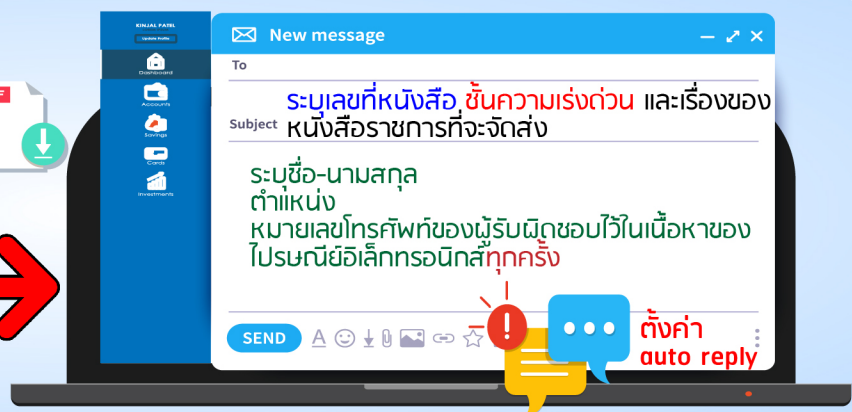 KINJAL PATEL
Update Profile
Dashboard
Accounts
Savings
Cards
Investments
New message
To
ระบุเลขที่หนังสือ ชั้นความเร่งด่วน และเรื่องของ
Subject หนังสือราชการที่จะจัดส่ง
ระบุชื่อ-นามสกุล
ตำแหน่ง
หมายเลขโทรศัพท์ของผู้รับผิดชอบไว้ในเนื้อหาของ
ไปรษณีย์อิเล็กทรอนิกส์ทุกครั้ง
SEND A
ตั้งค่า
auto reply